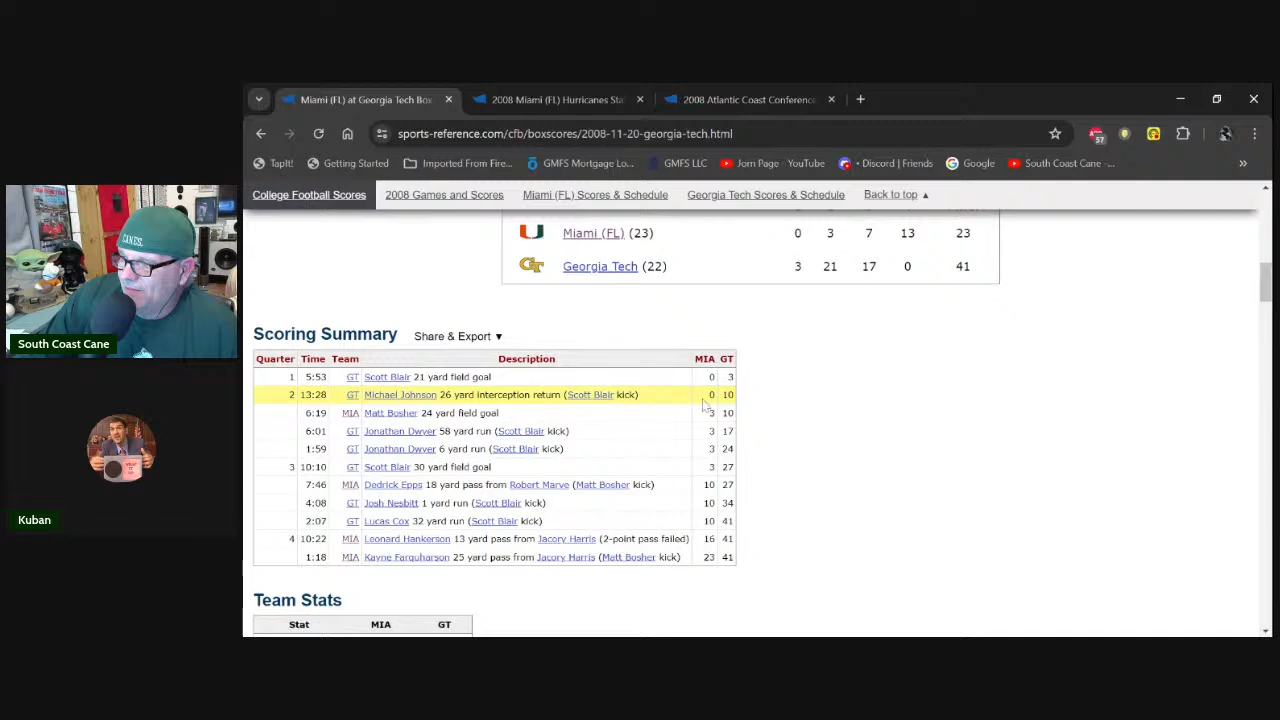 Miami (FL) at Georgia Tech Box
2008 Miami (FL) Hurricanes Sta
2008 Atlantic Coast Conference
sports-reference.com/cfb/boxscores/2008-11-20-georgia-tech.html
57
TapIt! Getting Started Imported From Fire... GMFS Mortgage Lo... GMFS LLC Jorn Page - YouTube Discord | Friends Google South Coast Cane -...
College Football Scores 2008 Games and Scores Miami (FL) Scores & Schedule Georgia Tech Scores & Schedule Back to top ▲
Miami (FL) (23) 0 3 7 13 23
GT Georgia Tech (22) 3 21 17 0 41
Scoring Summary Share & Export ▼
Quarter Time Team Description MIA GT
1 5:53 GT Scott Blair 21 yard field goal 0 3
2 13:28 GT Michael Johnson 26 yard interception return (Scott Blair kick) 0 10
6:19 MIA Matt Bosher 24 yard field goal 3 10
6:01 GT Jonathan Dwyer 58 yard run (Scott Blair kick) 3 17
1:59 GT Jonathan Dwyer 6 yard run (Scott Blair kick) 3 24
3 10:10 GT Scott Blair 30 yard field goal 3 27
7:46 MIA Dedrick Epps 18 yard pass from Robert Marve (Matt Bosher kick) 10 27
4:08 GT Josh Nesbitt 1 yard run (Scott Blair kick) 10 34
2:07 GT Lucas Cox 32 yard run (Scott Blair kick) 10 41
4 10:22 MIA Leonard Hankerson 13 yard pass from Jacory Harris (2-point pass failed) 16 41
1:18 MIA Kayne Farquharson 25 yard pass from Jacory Harris (Matt Bosher kick) 23 41
Team Stats
Stat MIA GT
CANES.
South Coast Cane
Kuban